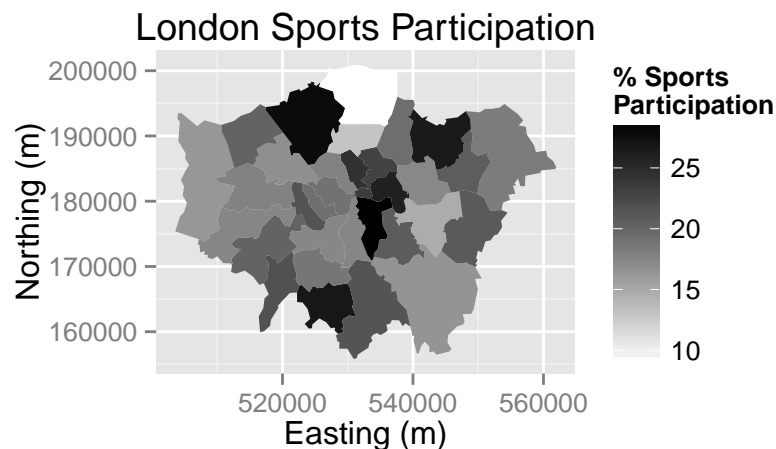 London Sports Participation
200000
190000
180000
170000
160000
Northing (m)
520000
540000
560000
Easting (m)
% Sports
Participation
25
20
15
10